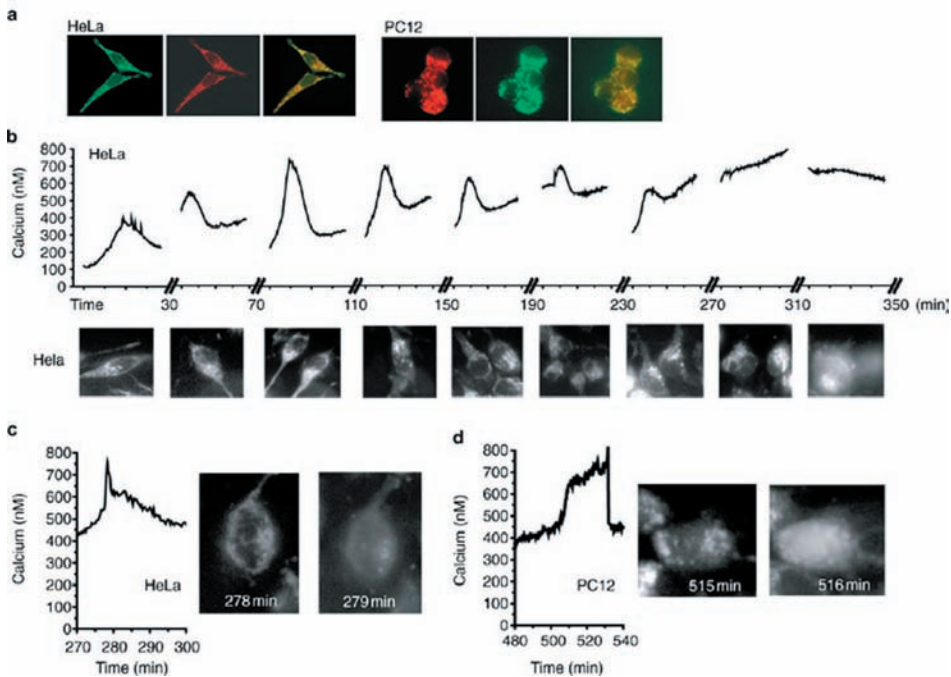 a
HeLa
PC12
b
HeLa
Calcium (nM)
800
700
600
500
400
300
200
100
0
Time 30 70 110 150 190 230 270 310 350 (min)
Hela
c
Calcium (nM)
800
700
600
500
400
300
200
100
0
HeLa
270 280 290 300
Time (min)
278 min
279 min
d
Calcium (nM)
800
700
600
500
400
300
200
100
0
PC12
480 500 520 540
Time (min)
515 min
516 min